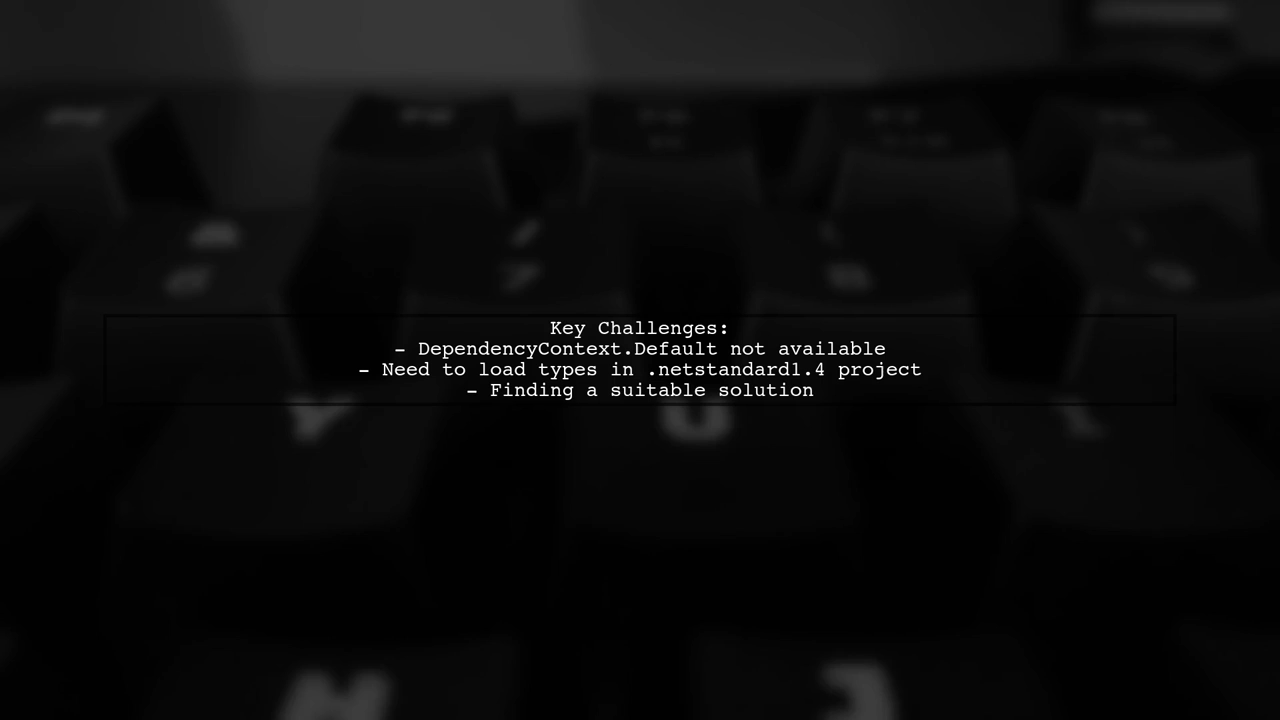 Key Challenges:
- DependencyContext.Default not available
- Need to load types in .netstandard1.4 project
- Finding a suitable solution